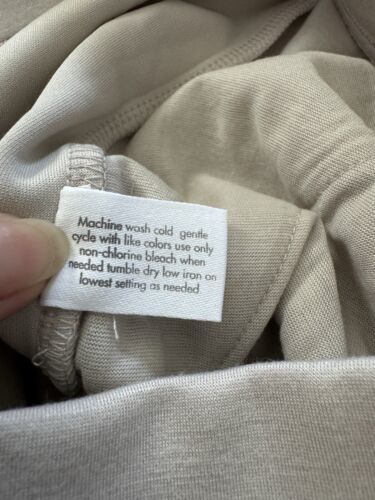 Machine wash cold gentle
cycle with like colors use only
non-chlorine bleach when
needed tumble dry low iron on
lowest setting as needed